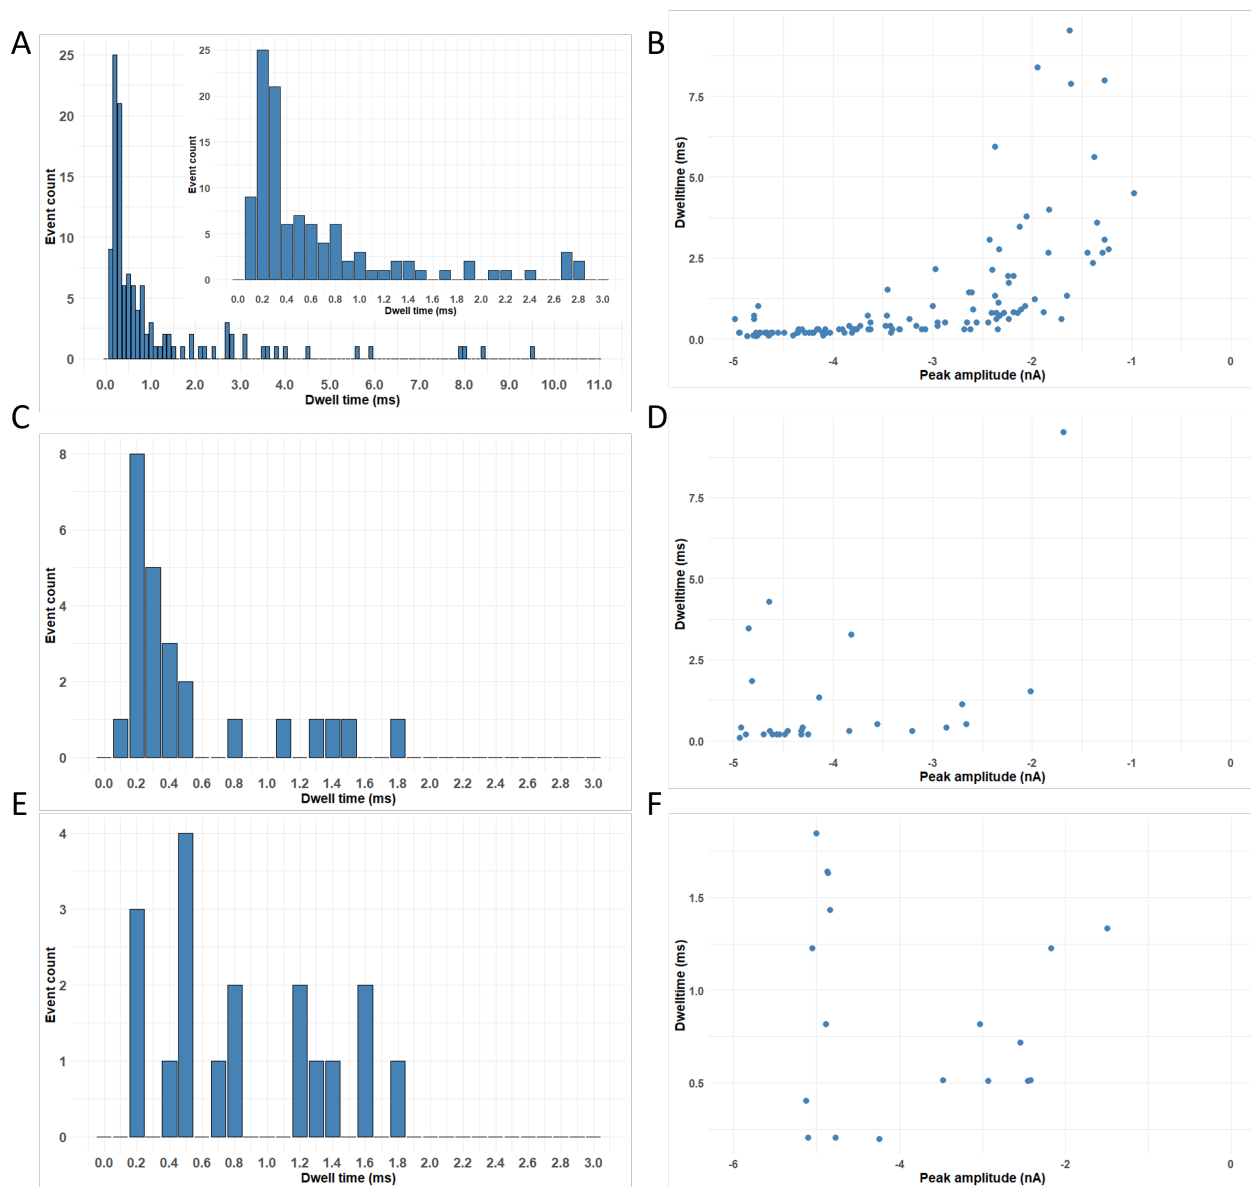 A
Event count
25
20
15
10
5
0
0.0 1.0 2.0 3.0 4.0 5.0 6.0 7.0 8.0 9.0 10.0 11.0
Dwell time (ms)
Event count
25
20
15
10
5
0
0.0 0.2 0.4 0.6 0.8 1.0 1.2 1.4 1.6 1.8 2.0 2.2 2.4 2.6 2.8 3.0
Dwell time (ms)
B
Dwelltime (ms)
7.5
5.0
2.5
0.0
-5 -4 -3 -2 -1 0
Peak amplitude (nA)
C
Event count
8
6
4
2
0
0.0 0.2 0.4 0.6 0.8 1.0 1.2 1.4 1.6 1.8 2.0 2.2 2.4 2.6 2.8 3.0
Dwell time (ms)
D
Dwelltime (ms)
7.5
5.0
2.5
0.0
-5 -4 -3 -2 -1 0
Peak amplitude (nA)
E
Event count
4
3
2
1
0
0.0 0.2 0.4 0.6 0.8 1.0 1.2 1.4 1.6 1.8 2.0 2.2 2.4 2.6 2.8 3.0
Dwell time (ms)
F
Dwelltime (ms)
1.5
1.0
0.5
-6 -4 -2 0
Peak amplitude (nA)